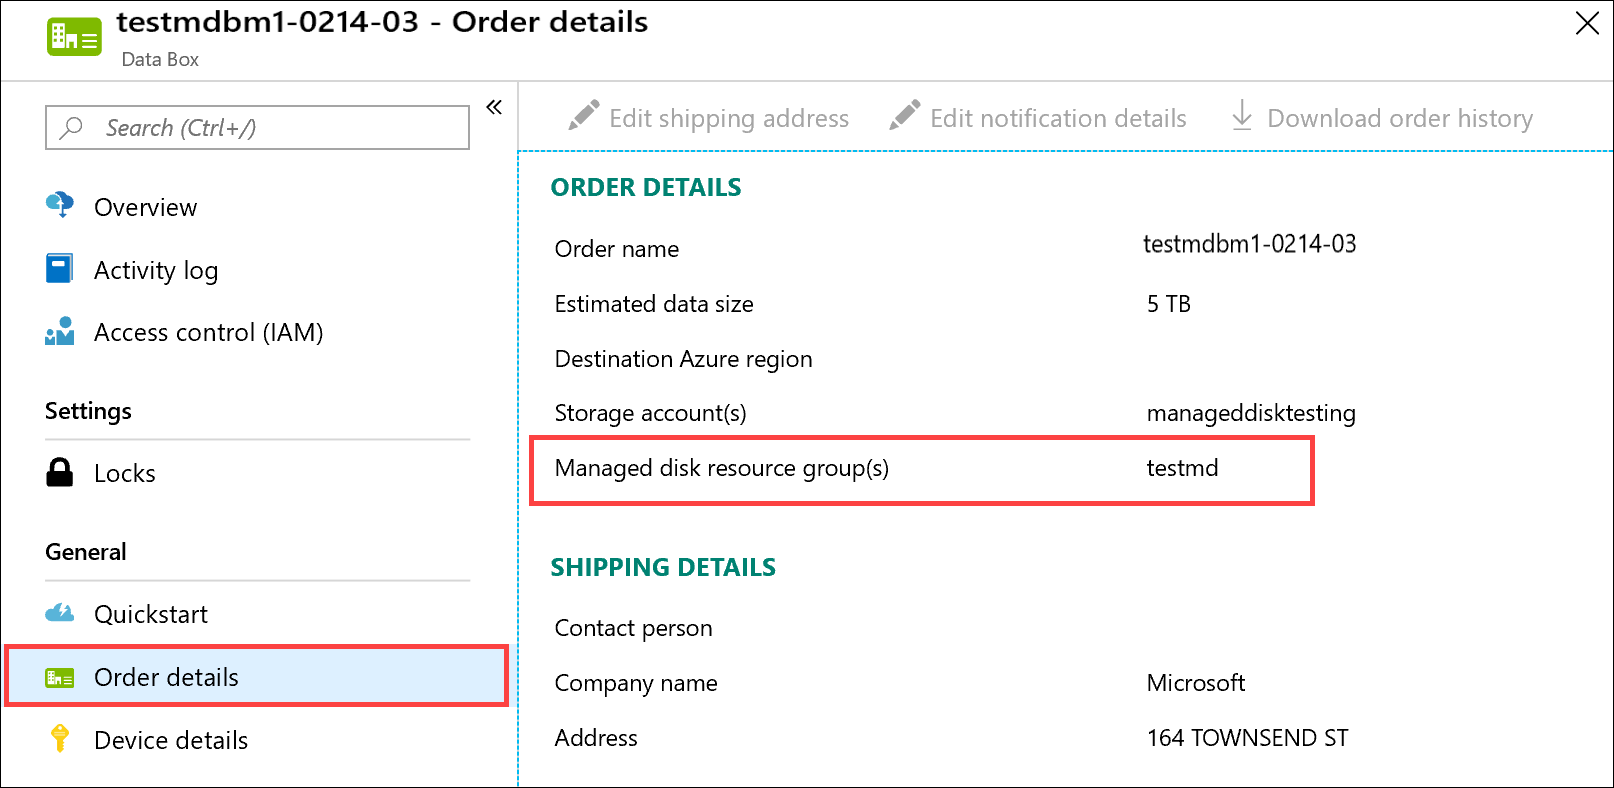 testmdbm1-0214-03 - Order details
Data Box
Search (Ctrl+/)
«
Overview
Activity log
Access control (IAM)
Settings
Locks
General
Quickstart
Order details
Device details
Edit shipping address
Edit notification details
Download order history
ORDER DETAILS
Order name testmdbm1-0214-03
Estimated data size 5 TB
Destination Azure region
Storage account(s) manageddisktesting
Managed disk resource group(s) testmd
SHIPPING DETAILS
Contact person
Company name Microsoft
Address 164 TOWNSEND ST